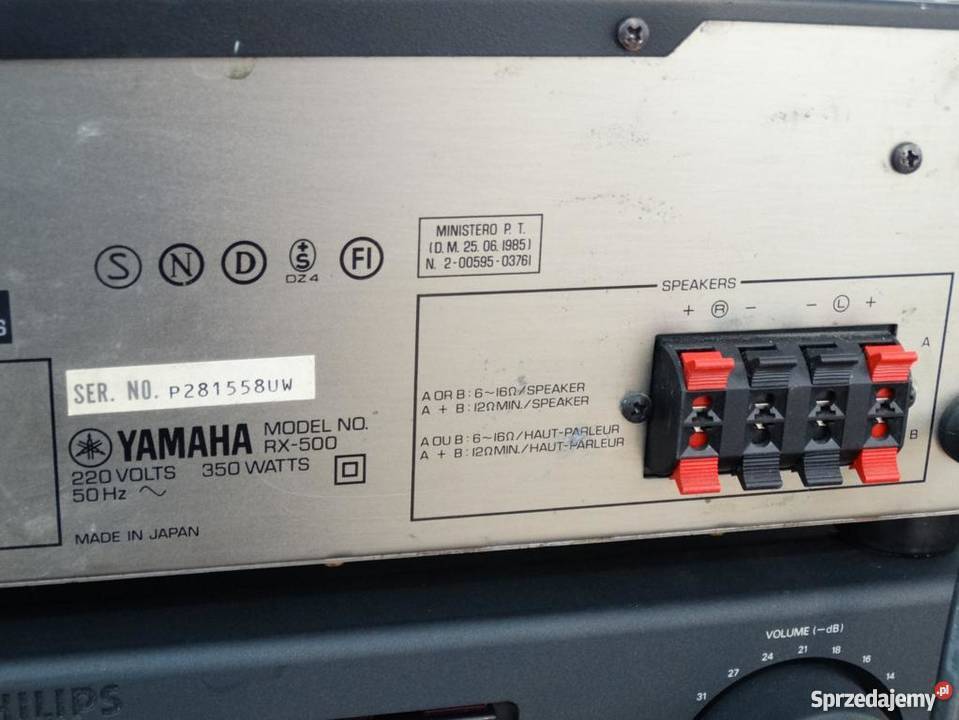 S N D +S DZ4 FI
MINISTERO P. T.
(D. M. 25. 06. 1985)
N. 2-00595-03761
SPEAKERS
+ R − − L +
A
B
A OR B : 6~16Ω/SPEAKER
A + B : 12ΩMIN./SPEAKER
A OU B : 6~16Ω/HAUT-PARLEUR
A + B : 12ΩMIN./HAUT-PARLEUR
SER. NO. P281558UW
YAMAHA MODEL NO.
RX-500
220 VOLTS 350 WATTS
50 Hz ~
MADE IN JAPAN
VOLUME (−dB)
31 27 24 21 18 16 14
PHILIPS
Sprzedajemy.pl